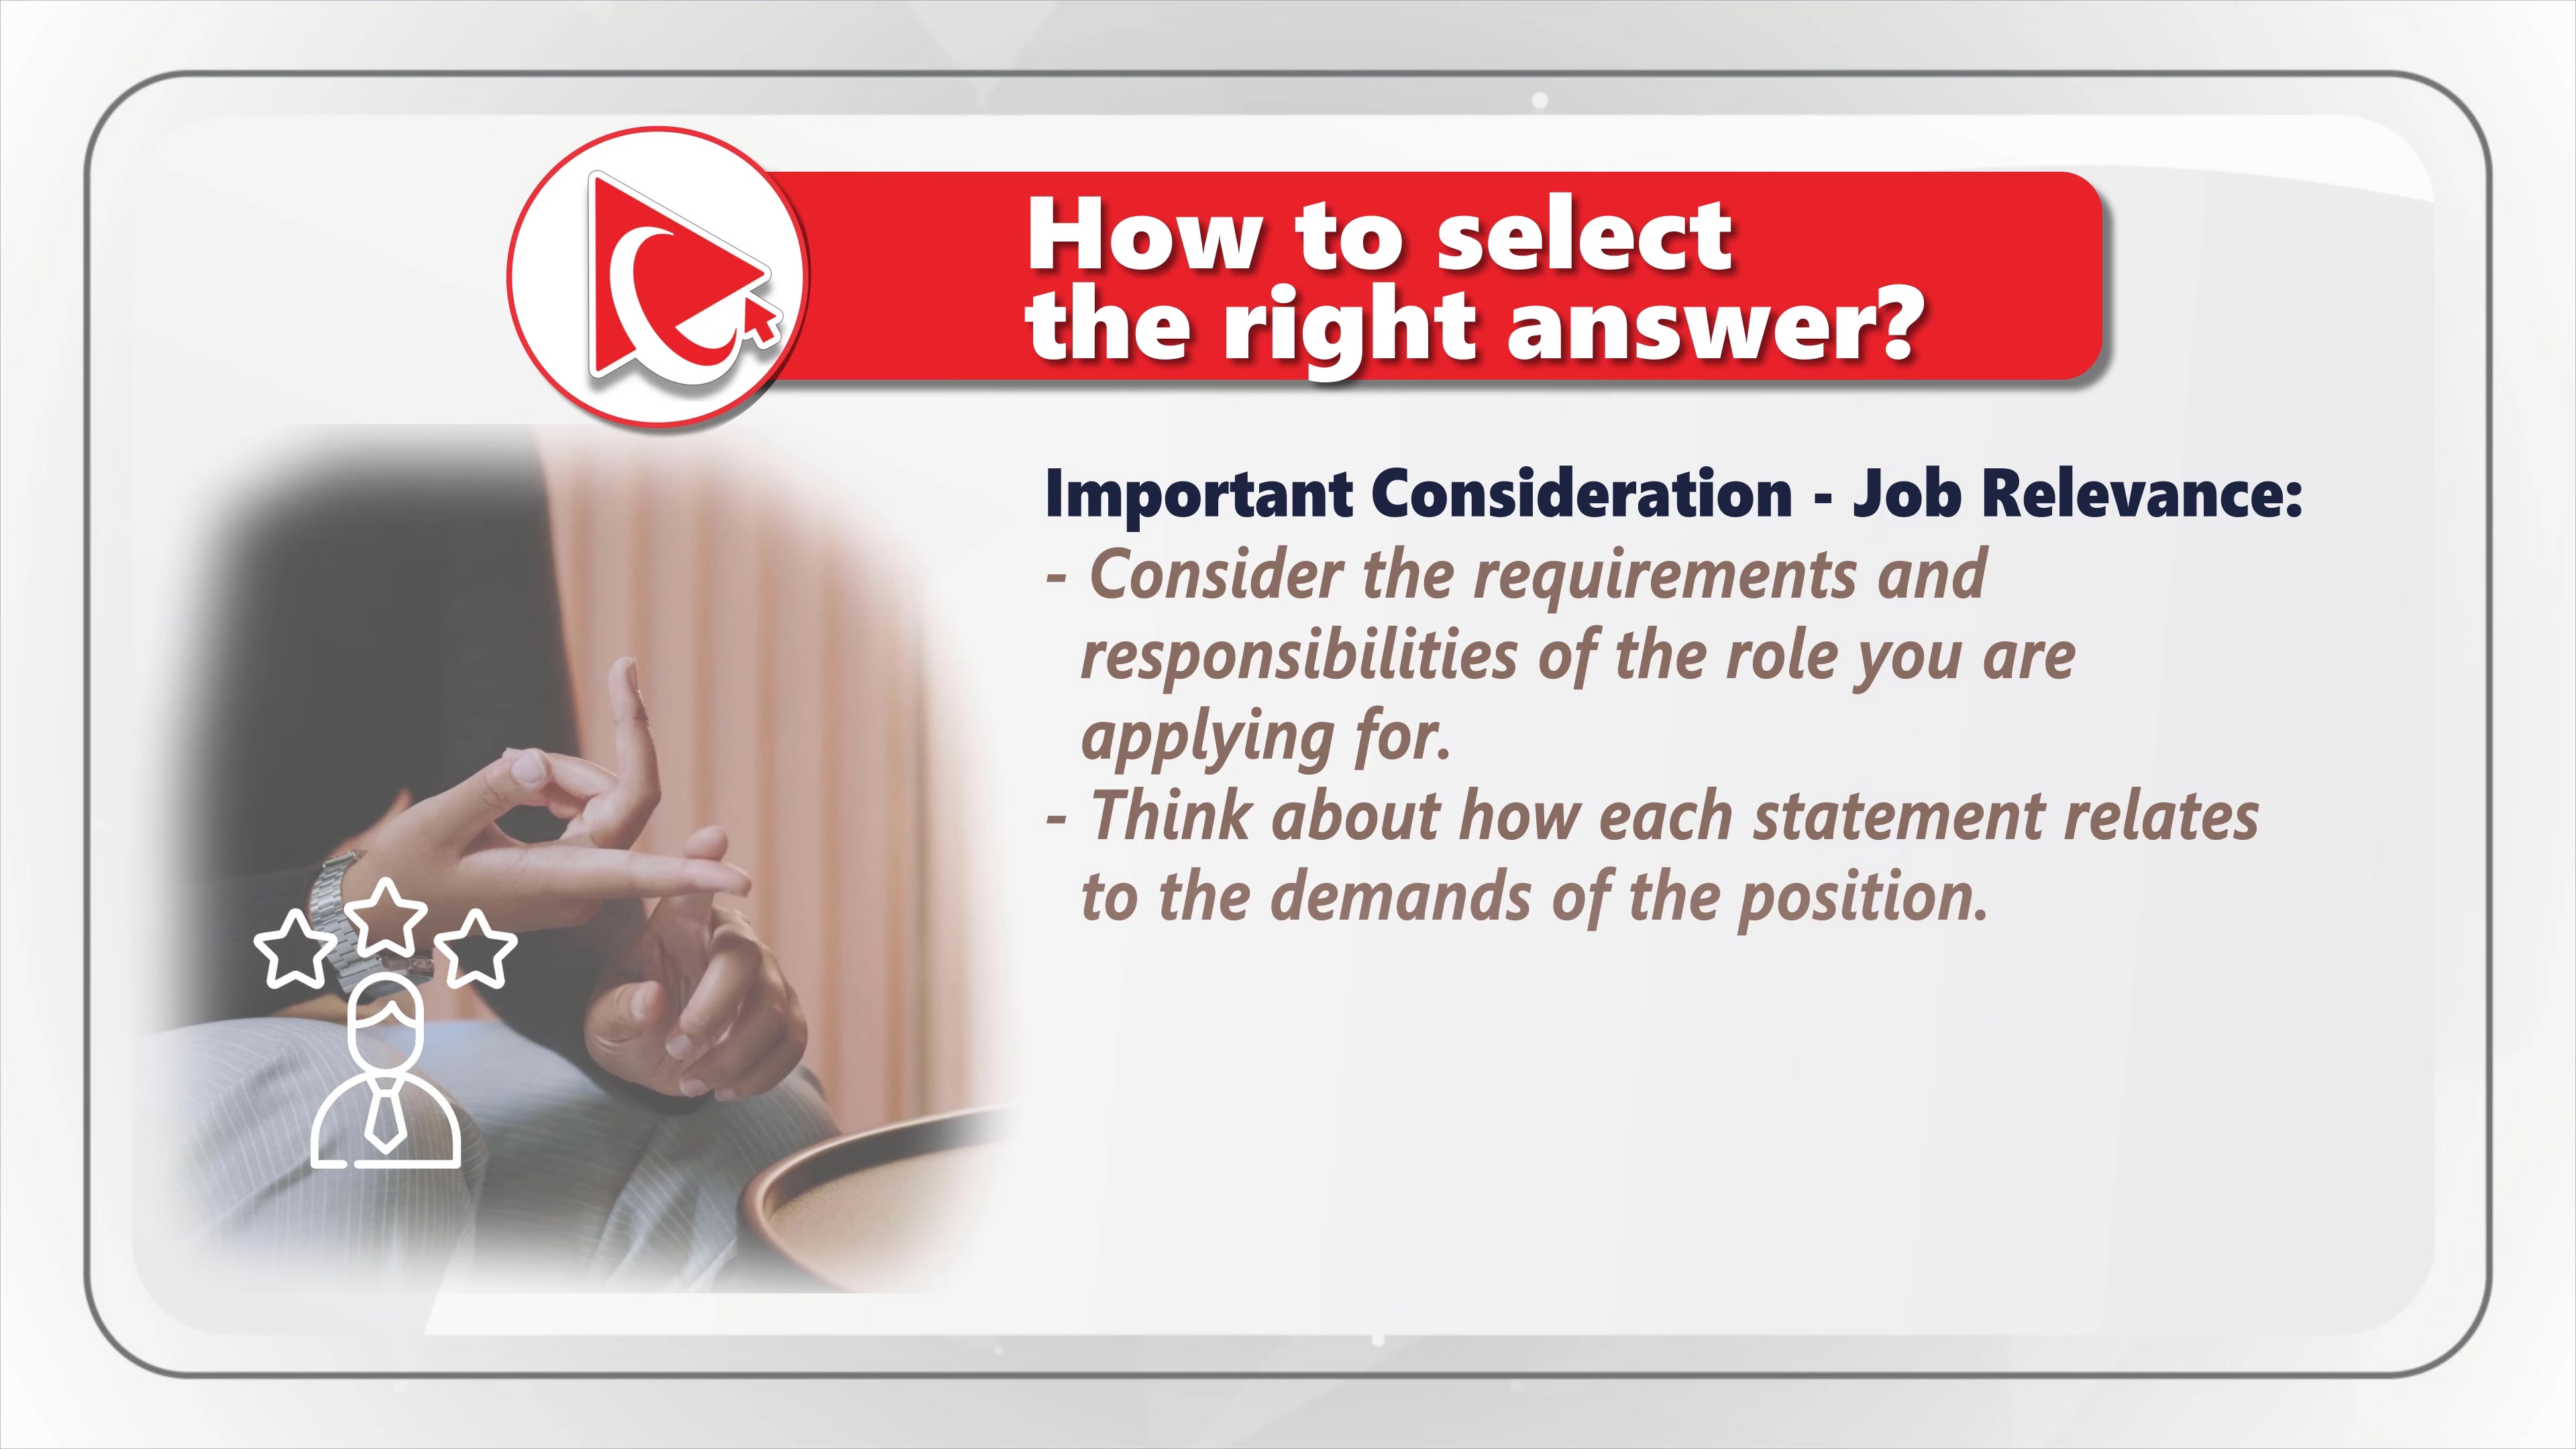 How to select
the right answer?
Important Consideration - Job Relevance:
- Consider the requirements and
responsibilities of the role you are
applying for.
- Think about how each statement relates
to the demands of the position.